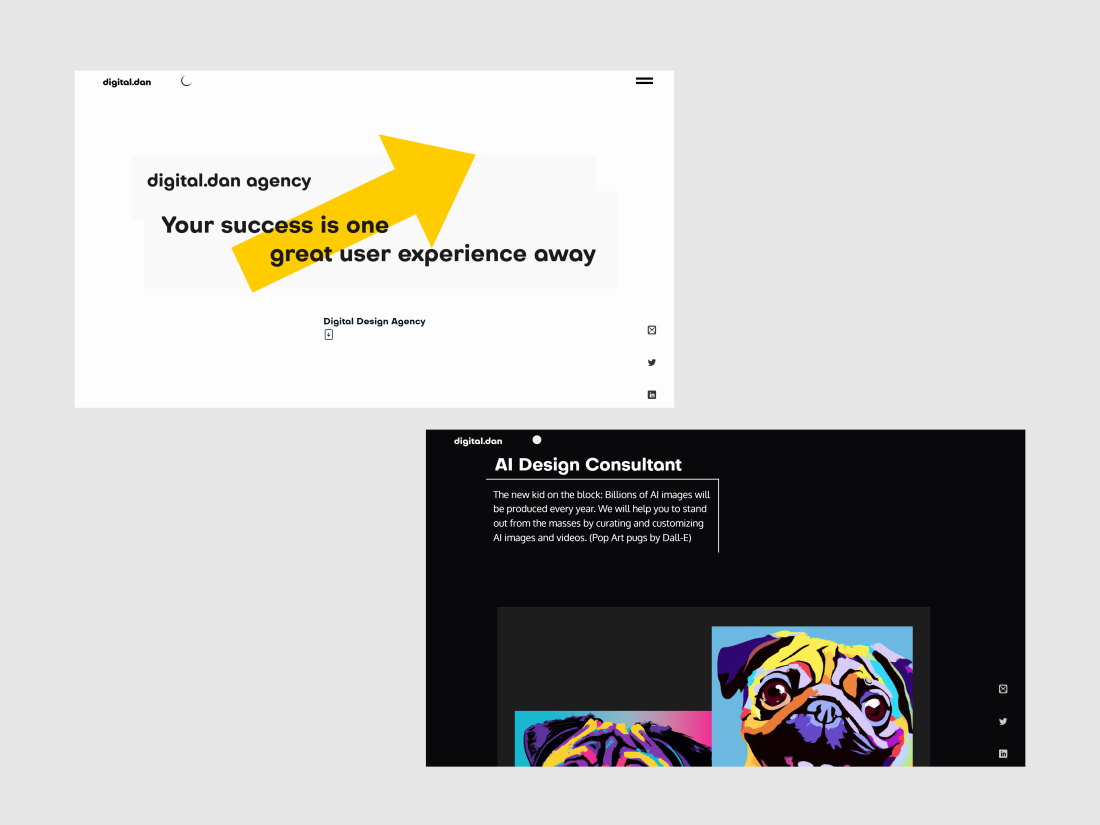 digital.dan
digital.dan agency
Your success is one
great user experience away
Digital Design Agency
digital.dan
AI Design Consultant
The new kid on the block: Billions of AI images will
be produced every year. We will help you to stand
out from the masses by curating and customizing
AI images and videos. (Pop Art pugs by Dall-E)